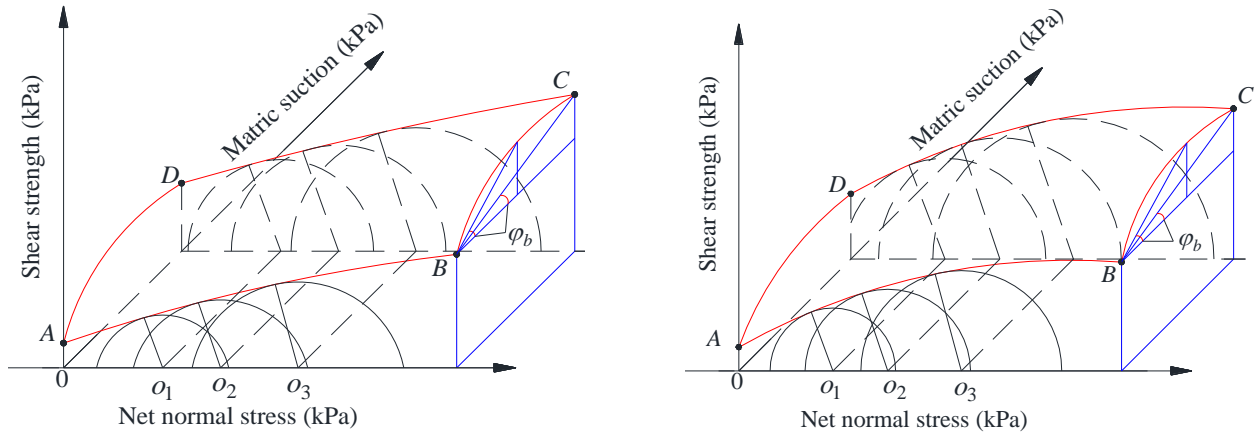 Shear strength (kPa)
Matric suction (kPa)
C
D
φb
B
A
0
o1
o2
o3
Net normal stress (kPa)
Shear strength (kPa)
Matric suction (kPa)
C
D
φb
B
A
0
o1
o2
o3
Net normal stress (kPa)